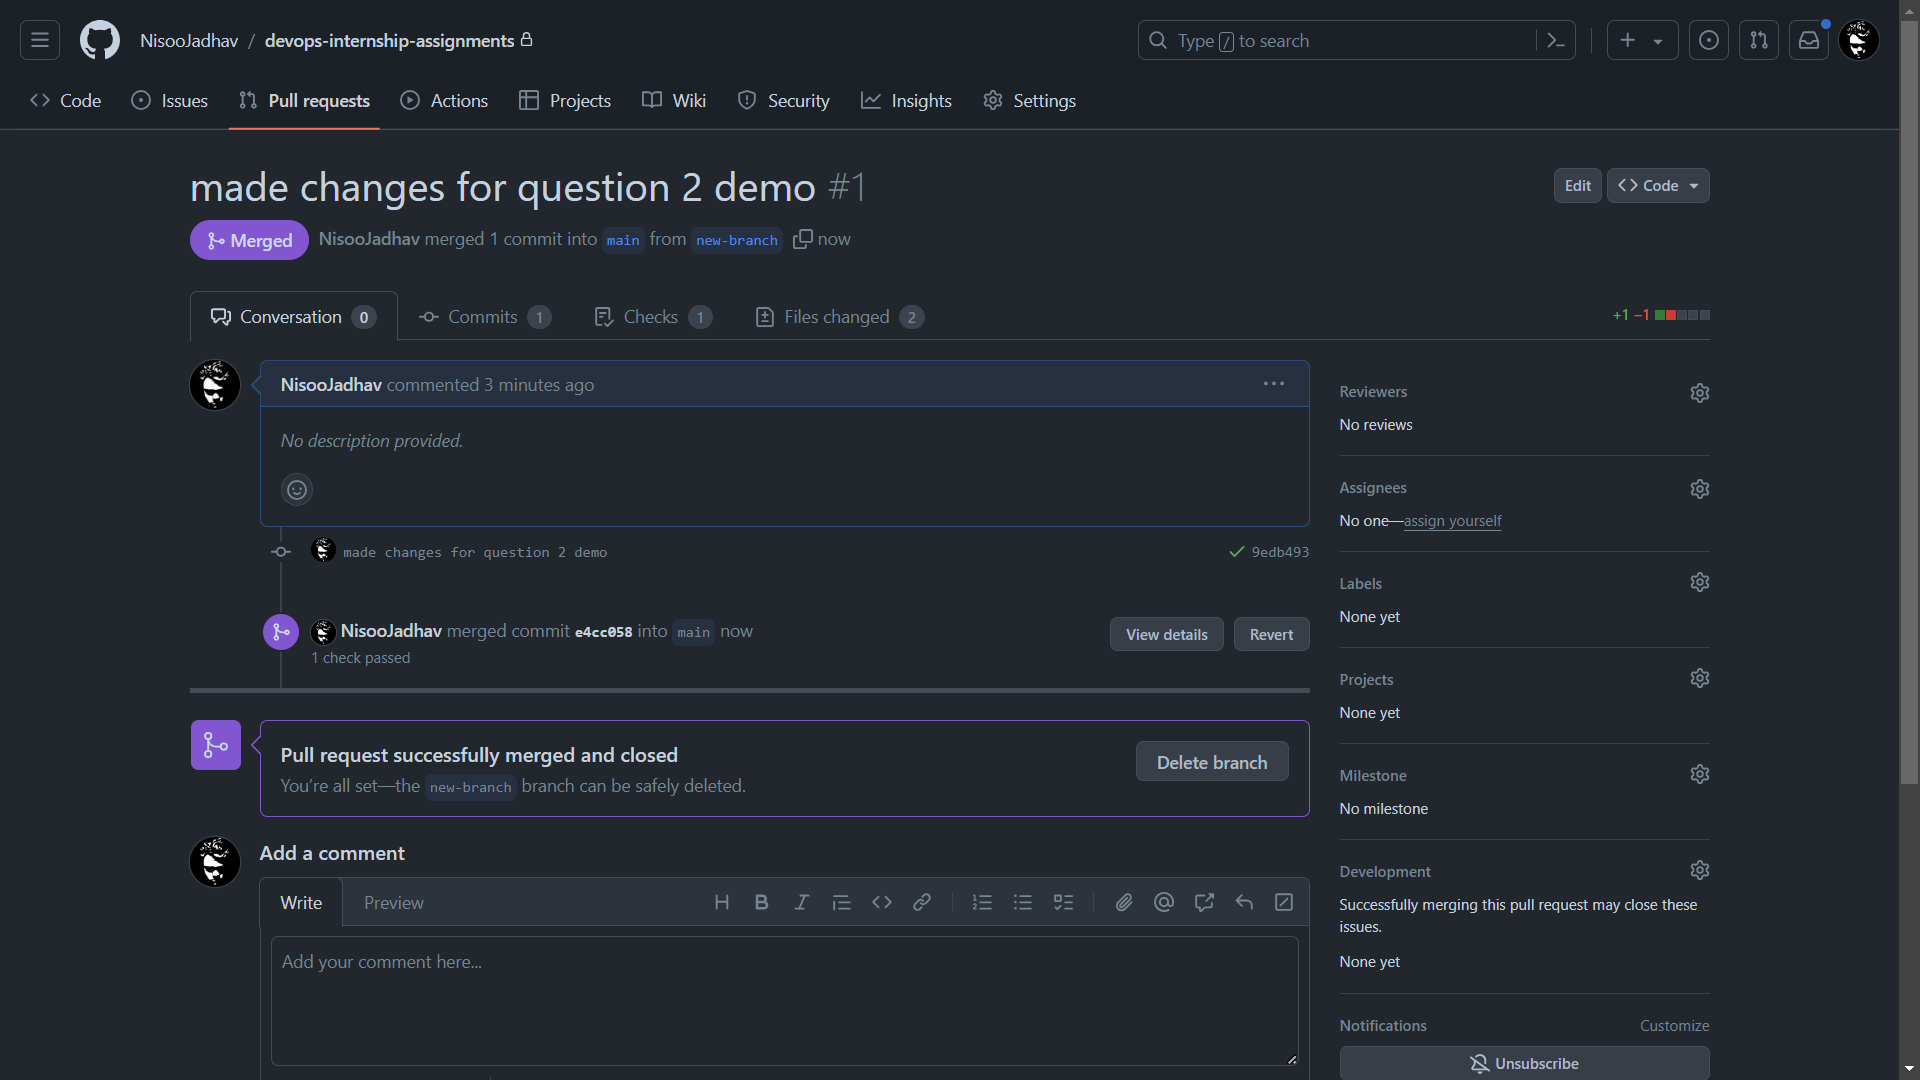 NisooJadhav / devops-internship-assignments
Type / to search
Code
Issues
Pull requests
Actions
Projects
Wiki
Security
Insights
Settings
made changes for question 2 demo #1
Edit
Code
Merged
NisooJadhav merged 1 commit into main from new-branch now
Conversation 0
Commits 1
Checks 1
Files changed 2
+1 −1
NisooJadhav commented 3 minutes ago
No description provided.
made changes for question 2 demo
9edb493
NisooJadhav merged commit e4cc058 into main now
1 check passed
View details
Revert
Pull request successfully merged and closed
You're all set—the new-branch branch can be safely deleted.
Delete branch
Add a comment
Write
Preview
Add your comment here...
Reviewers
No reviews
Assignees
No one—assign yourself
Labels
None yet
Projects
None yet
Milestone
No milestone
Development
Successfully merging this pull request may close these
issues.
None yet
Notifications
Customize
Unsubscribe